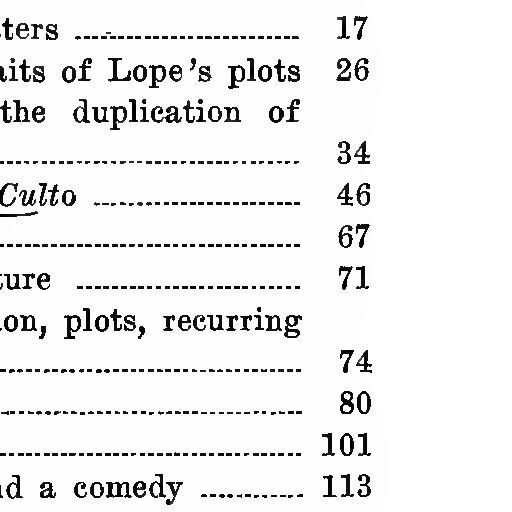 ters ........................ 17
aits of Lope's plots 26
the duplication of
................................ 34
Culto ...................... 46
................................ 67
ture ........................ 71
ion, plots, recurring
................................ 74
................................ 80
................................ 101
nd a comedy ........... 113